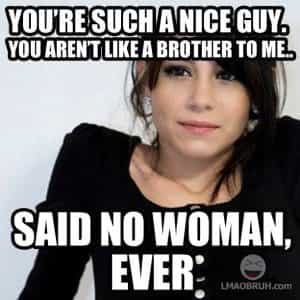 YOU'RE SUCH A NICE GUY.
YOU AREN'T LIKE A BROTHER TO ME..
SAID NO WOMAN,
EVER.
LMAOBRUH.com